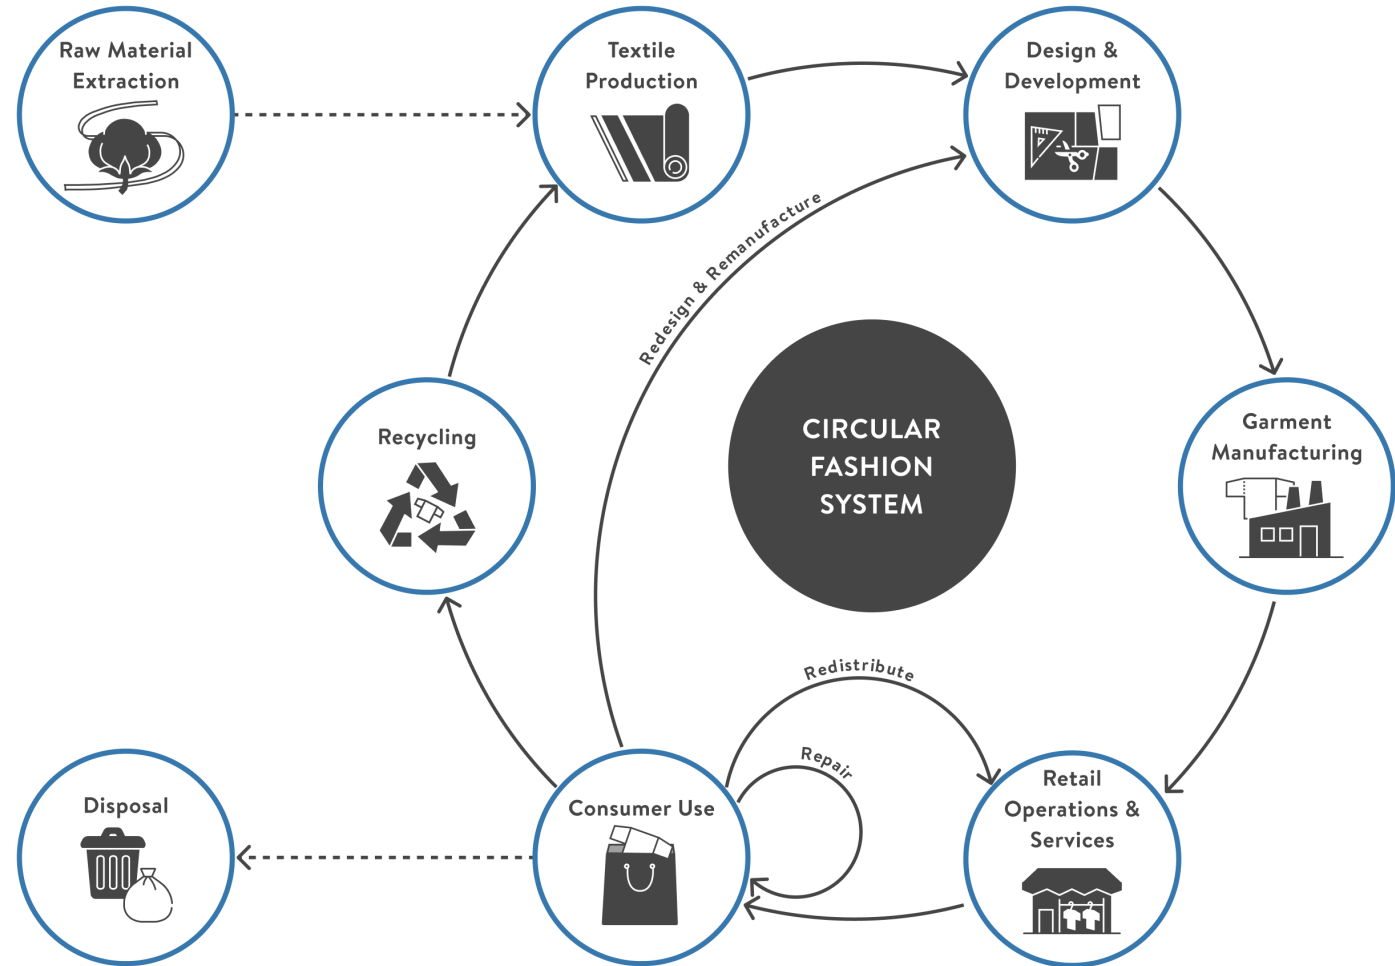 Raw Material
Extraction
Textile
Production
Design &
Development
Redesign & Remanufacture
CIRCULAR
FASHION
SYSTEM
Recycling
Garment
Manufacturing
Redistribute
Repair
Disposal
Consumer Use
Retail
Operations &
Services